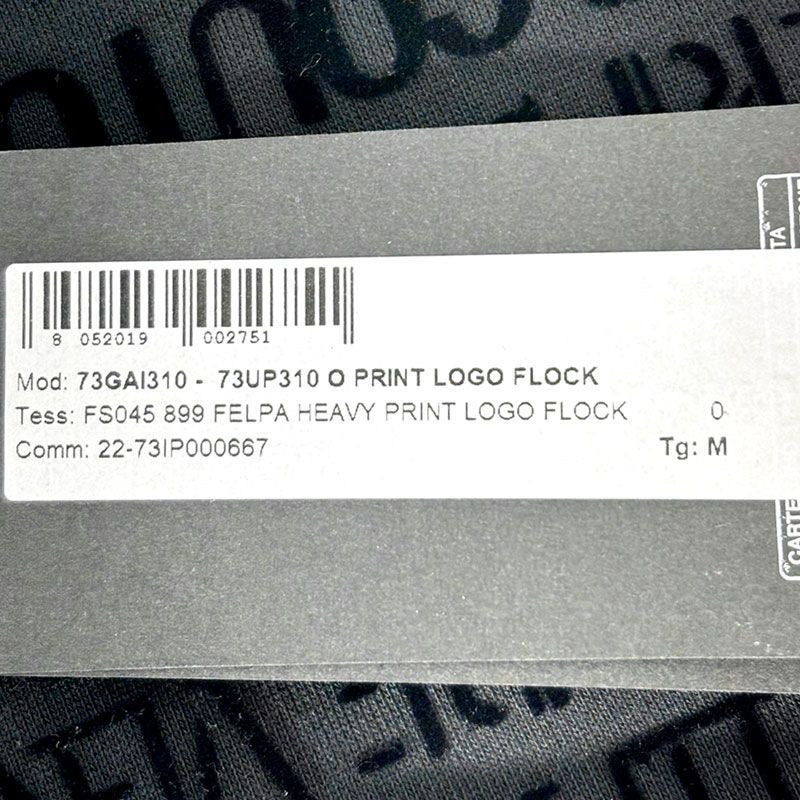 8 052019 002751
Mod: 73GAI310 - 73UP310 O PRINT LOGO FLOCK
Tess: FS045 899 FELPA HEAVY PRINT LOGO FLOCK 0
Comm: 22-73IP000667 Tg: M